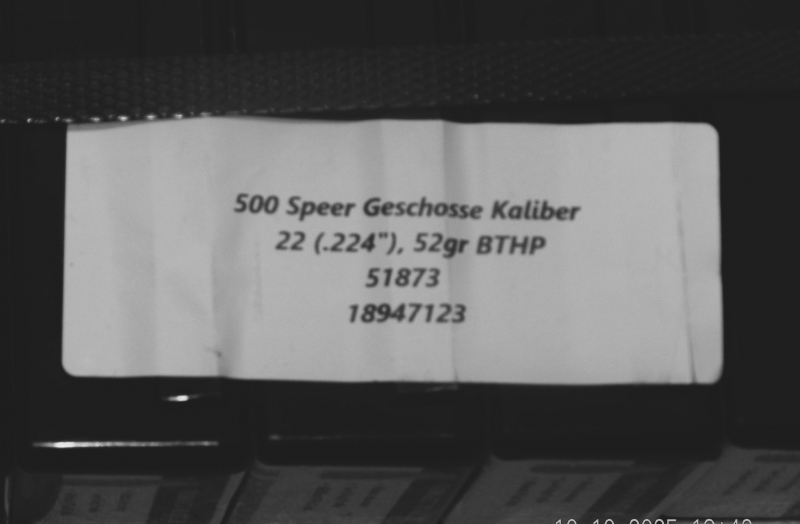 500 Speer Geschosse Kaliber
22 (.224"), 52gr BTHP
51873
18947123